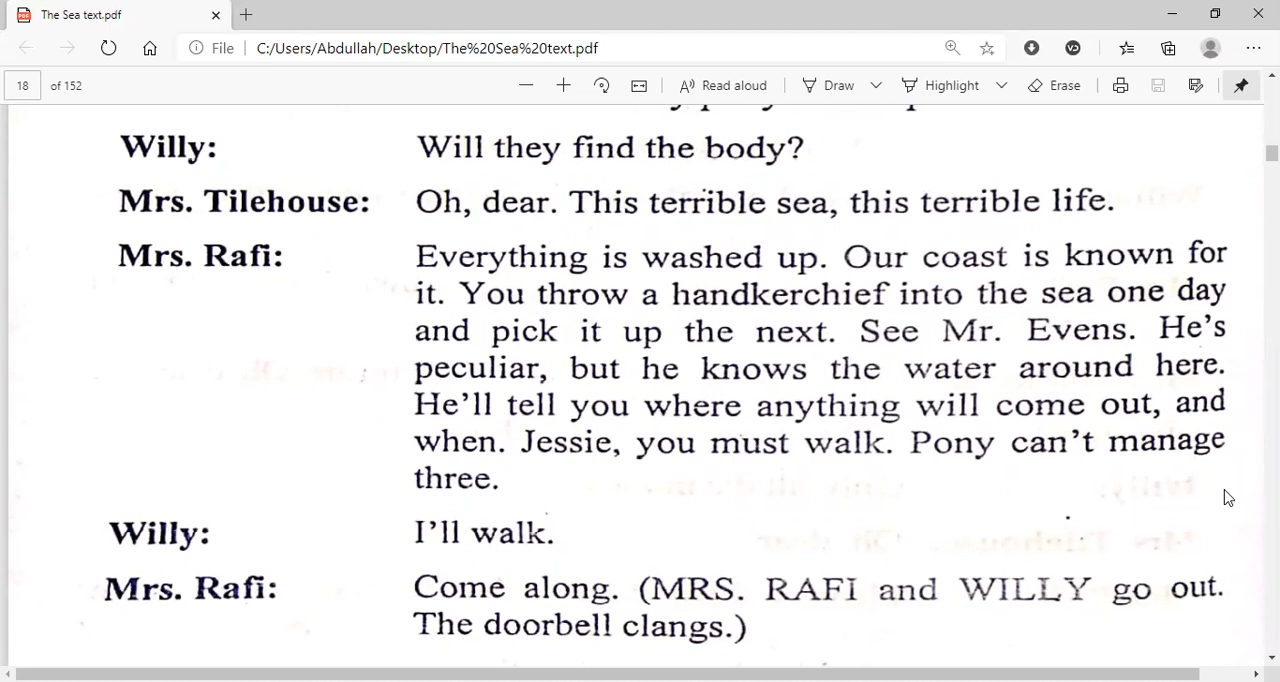 The Sea text.pdf
File C:/Users/Abdullah/Desktop/The%20Sea%20text.pdf
18 of 152 Read aloud Draw Highlight Erase
Willy: Will they find the body?
Mrs. Tilehouse: Oh, dear. This terrible sea, this terrible life.
Mrs. Rafi: Everything is washed up. Our coast is known for
it. You throw a handkerchief into the sea one day
and pick it up the next. See Mr. Evens. He's
peculiar, but he knows the water around here.
He'll tell you where anything will come out, and
when. Jessie, you must walk. Pony can't manage
three.
Willy: I'll walk.
Mrs. Rafi: Come along. (MRS. RAFI and WILLY go out.
The doorbell clangs.)